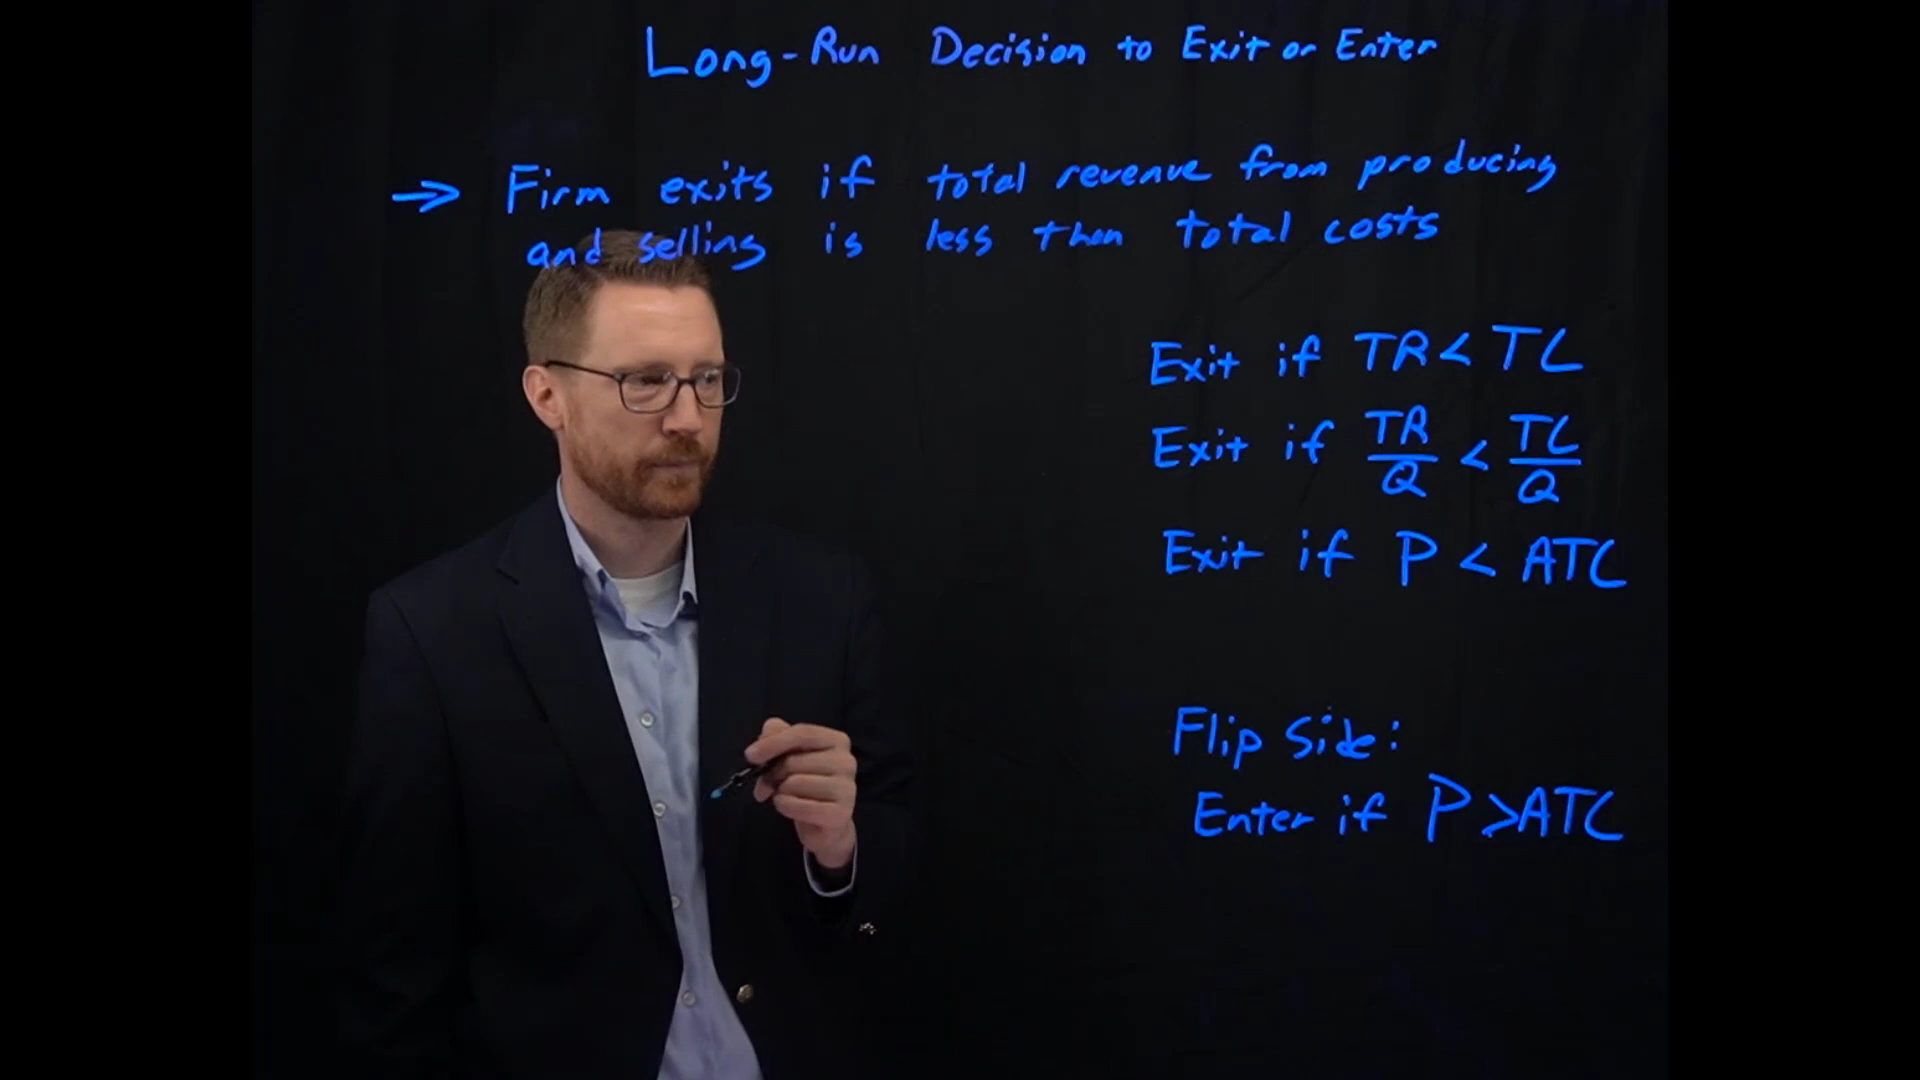 Long-Run Decision to Exit or Enter
→ Firm exits if total revenue from producing
and selling is less than total costs
Exit if TR < TC
Exit if TR/Q < TC/Q
Exit if P < ATC
Flip Side:
Enter if P > ATC